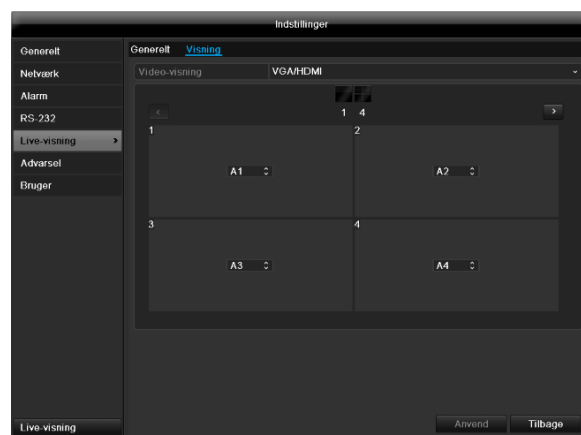 Indstillinger
Generelt
Netværk
Alarm
RS-232
Live-visning
Advarsel
Bruger
Generelt Visning
Video-visning VGA/HDMI
1 4
1 2
A1 A2
3 4
A3 A4
Live-visning Anvend Tilbage